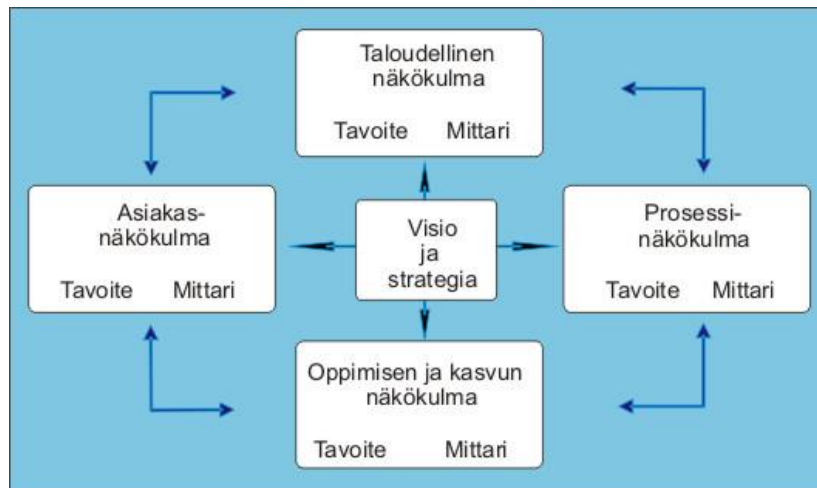 Taloudellinen
näkökulma
Tavoite Mittari
Asiakas-
näkökulma
Tavoite Mittari
Visio
ja
strategia
Prosessi-
näkökulma
Tavoite Mittari
Oppimisen ja kasvun
näkökulma
Tavoite Mittari